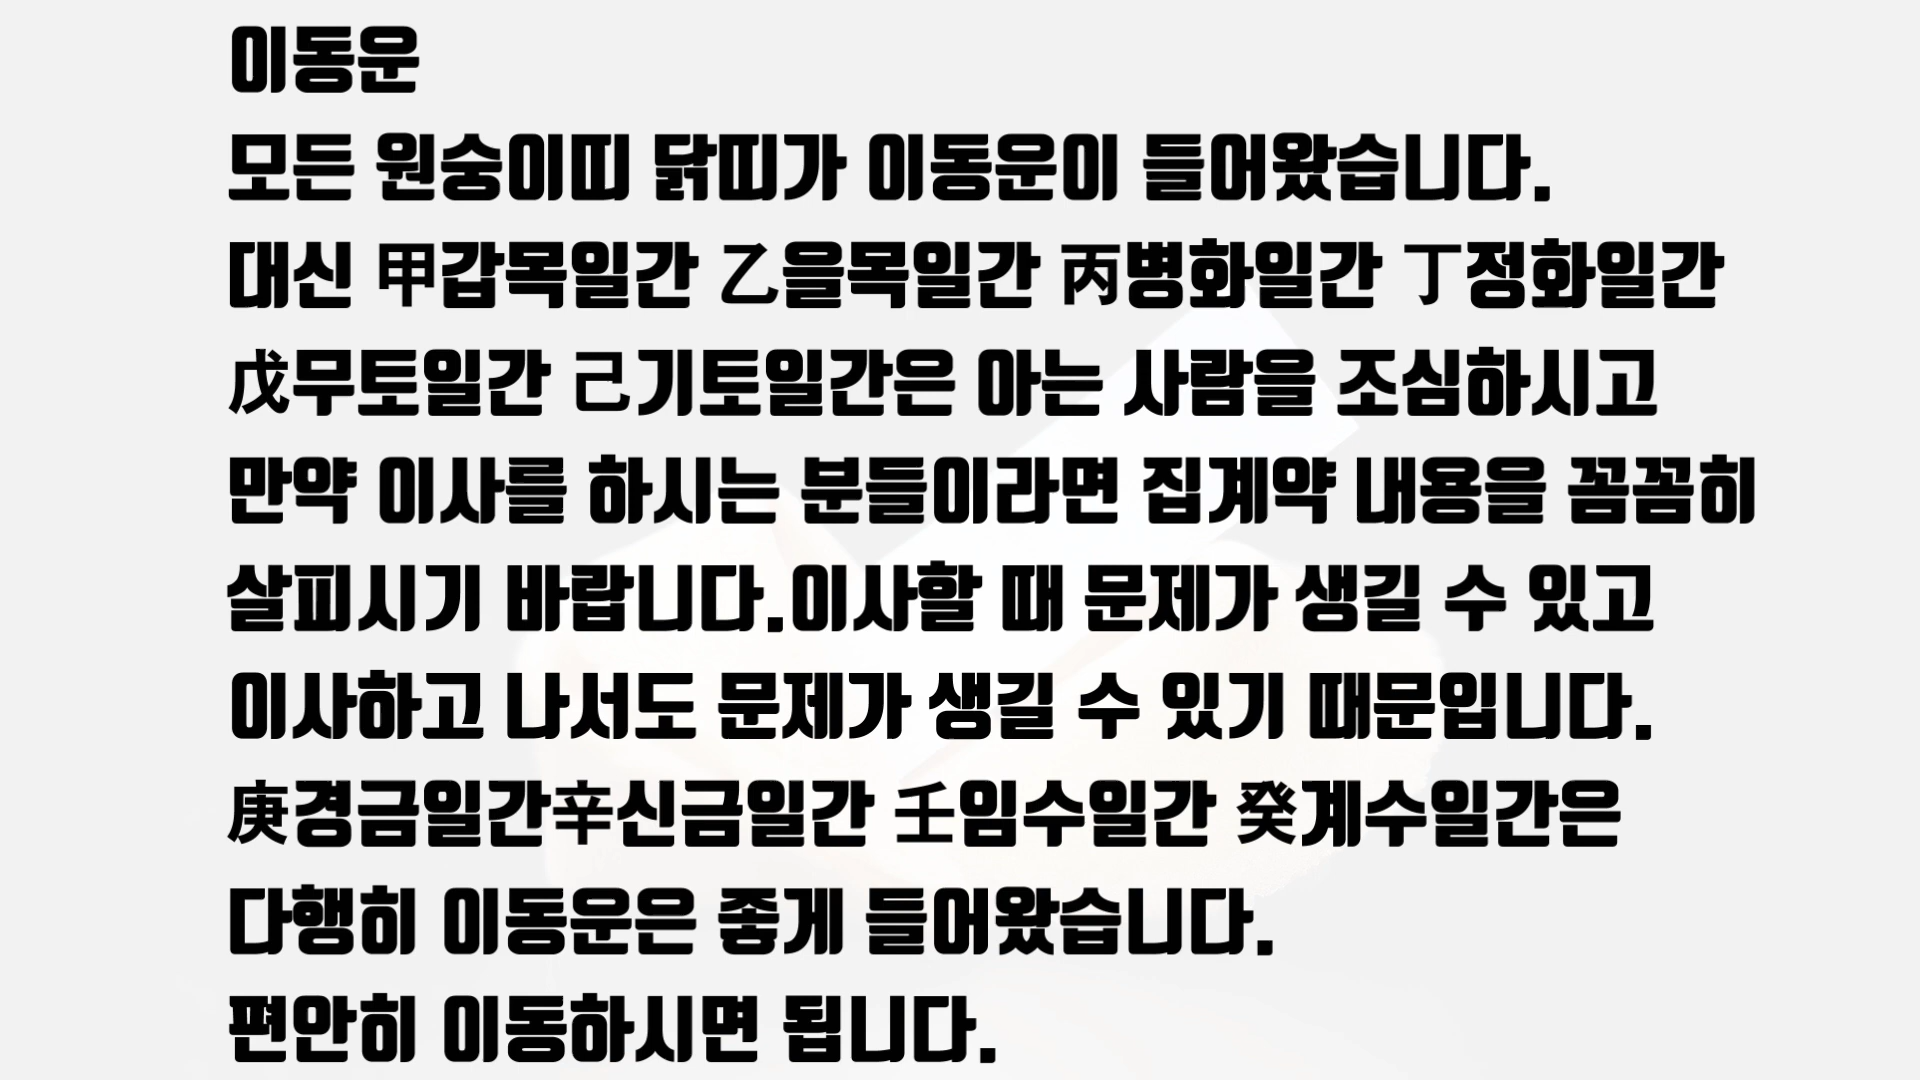 이동운
모든 원숭이띠 닭띠가 이동운이 들어왔습니다.
대신 甲갑목일간 乙을목일간 丙병화일간 丁정화일간
戊무토일간 己기토일간은 아는 사람을 조심하시고
만약 이사를 하시는 분들이라면 집계약 내용을 꼼꼼히
살피시기 바랍니다.이사할 때 문제가 생길 수 있고
이사하고 나서도 문제가 생길 수 있기 때문입니다.
庚경금일간辛신금일간 壬임수일간 癸계수일간은
다행히 이동운은 좋게 들어왔습니다.
편안히 이동하시면 됩니다.